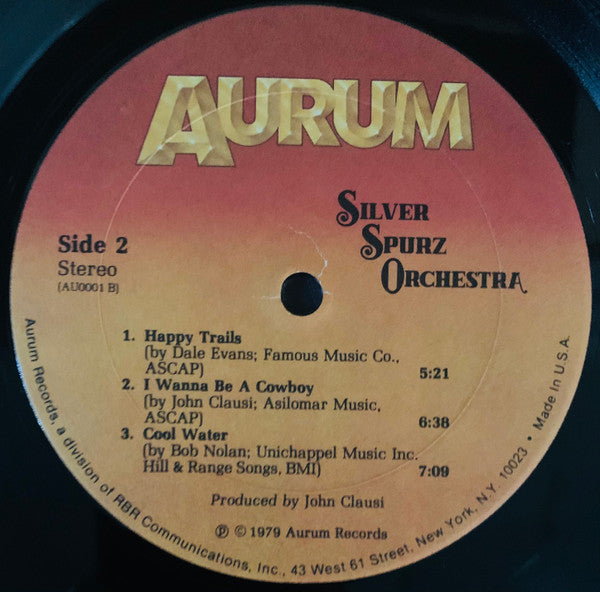 AURUM
SILVER
SPURZ
ORCHESTRA
Side 2
Stereo
(AU0001 B)
1. Happy Trails
(by Dale Evans; Famous Music Co.,
ASCAP) 5:21
2. I Wanna Be A Cowboy
(by John Clausi; Asilomar Music,
ASCAP) 6:38
3. Cool Water
(by Bob Nolan; Unichappel Music Inc.
Hill & Range Songs, BMI) 7:09
Produced by John Clausi
℗ © 1979 Aurum Records
Aurum Records, a division of RBR Communications, Inc., 43 West 61 Street, New York, N.Y. 10023 • Made In U.S.A.